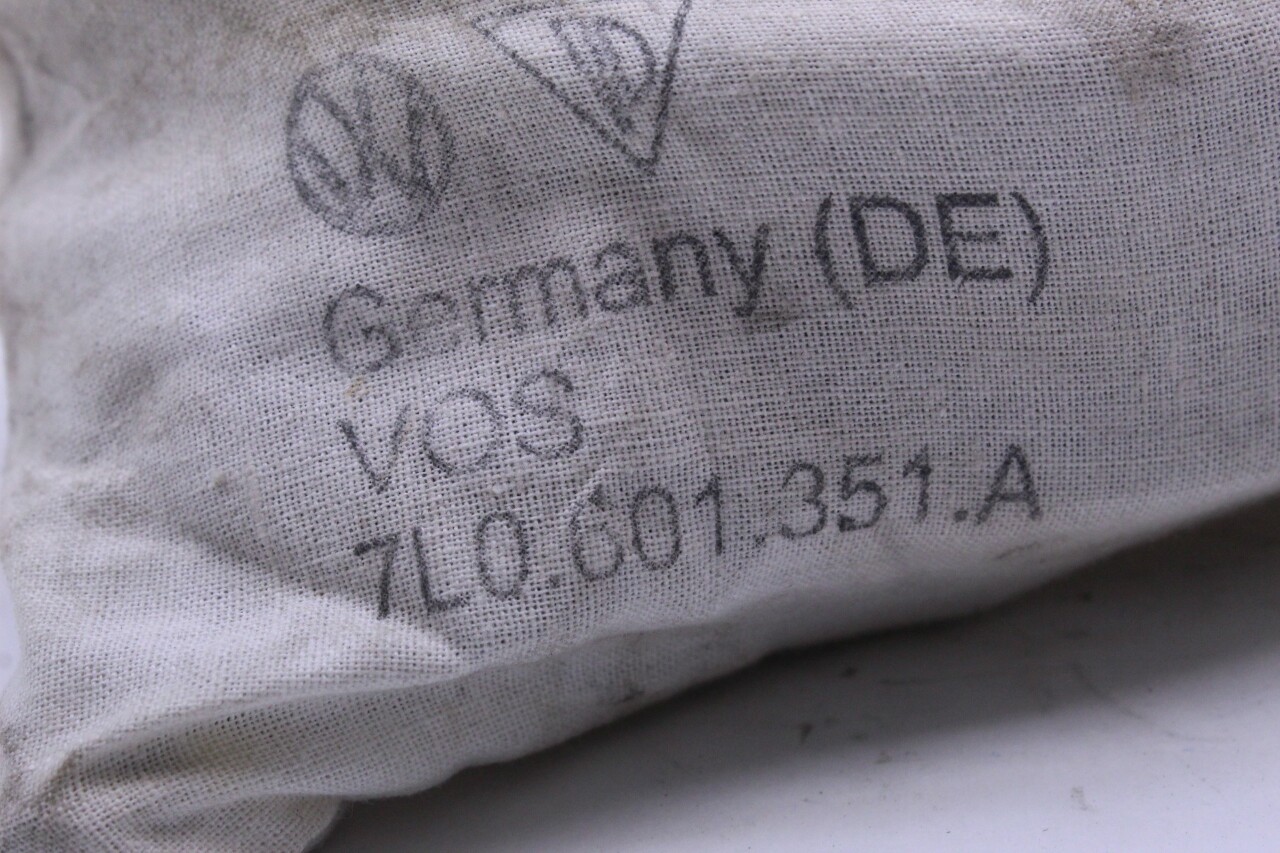 Germany (DE)
VOS
7L0.601.351.A